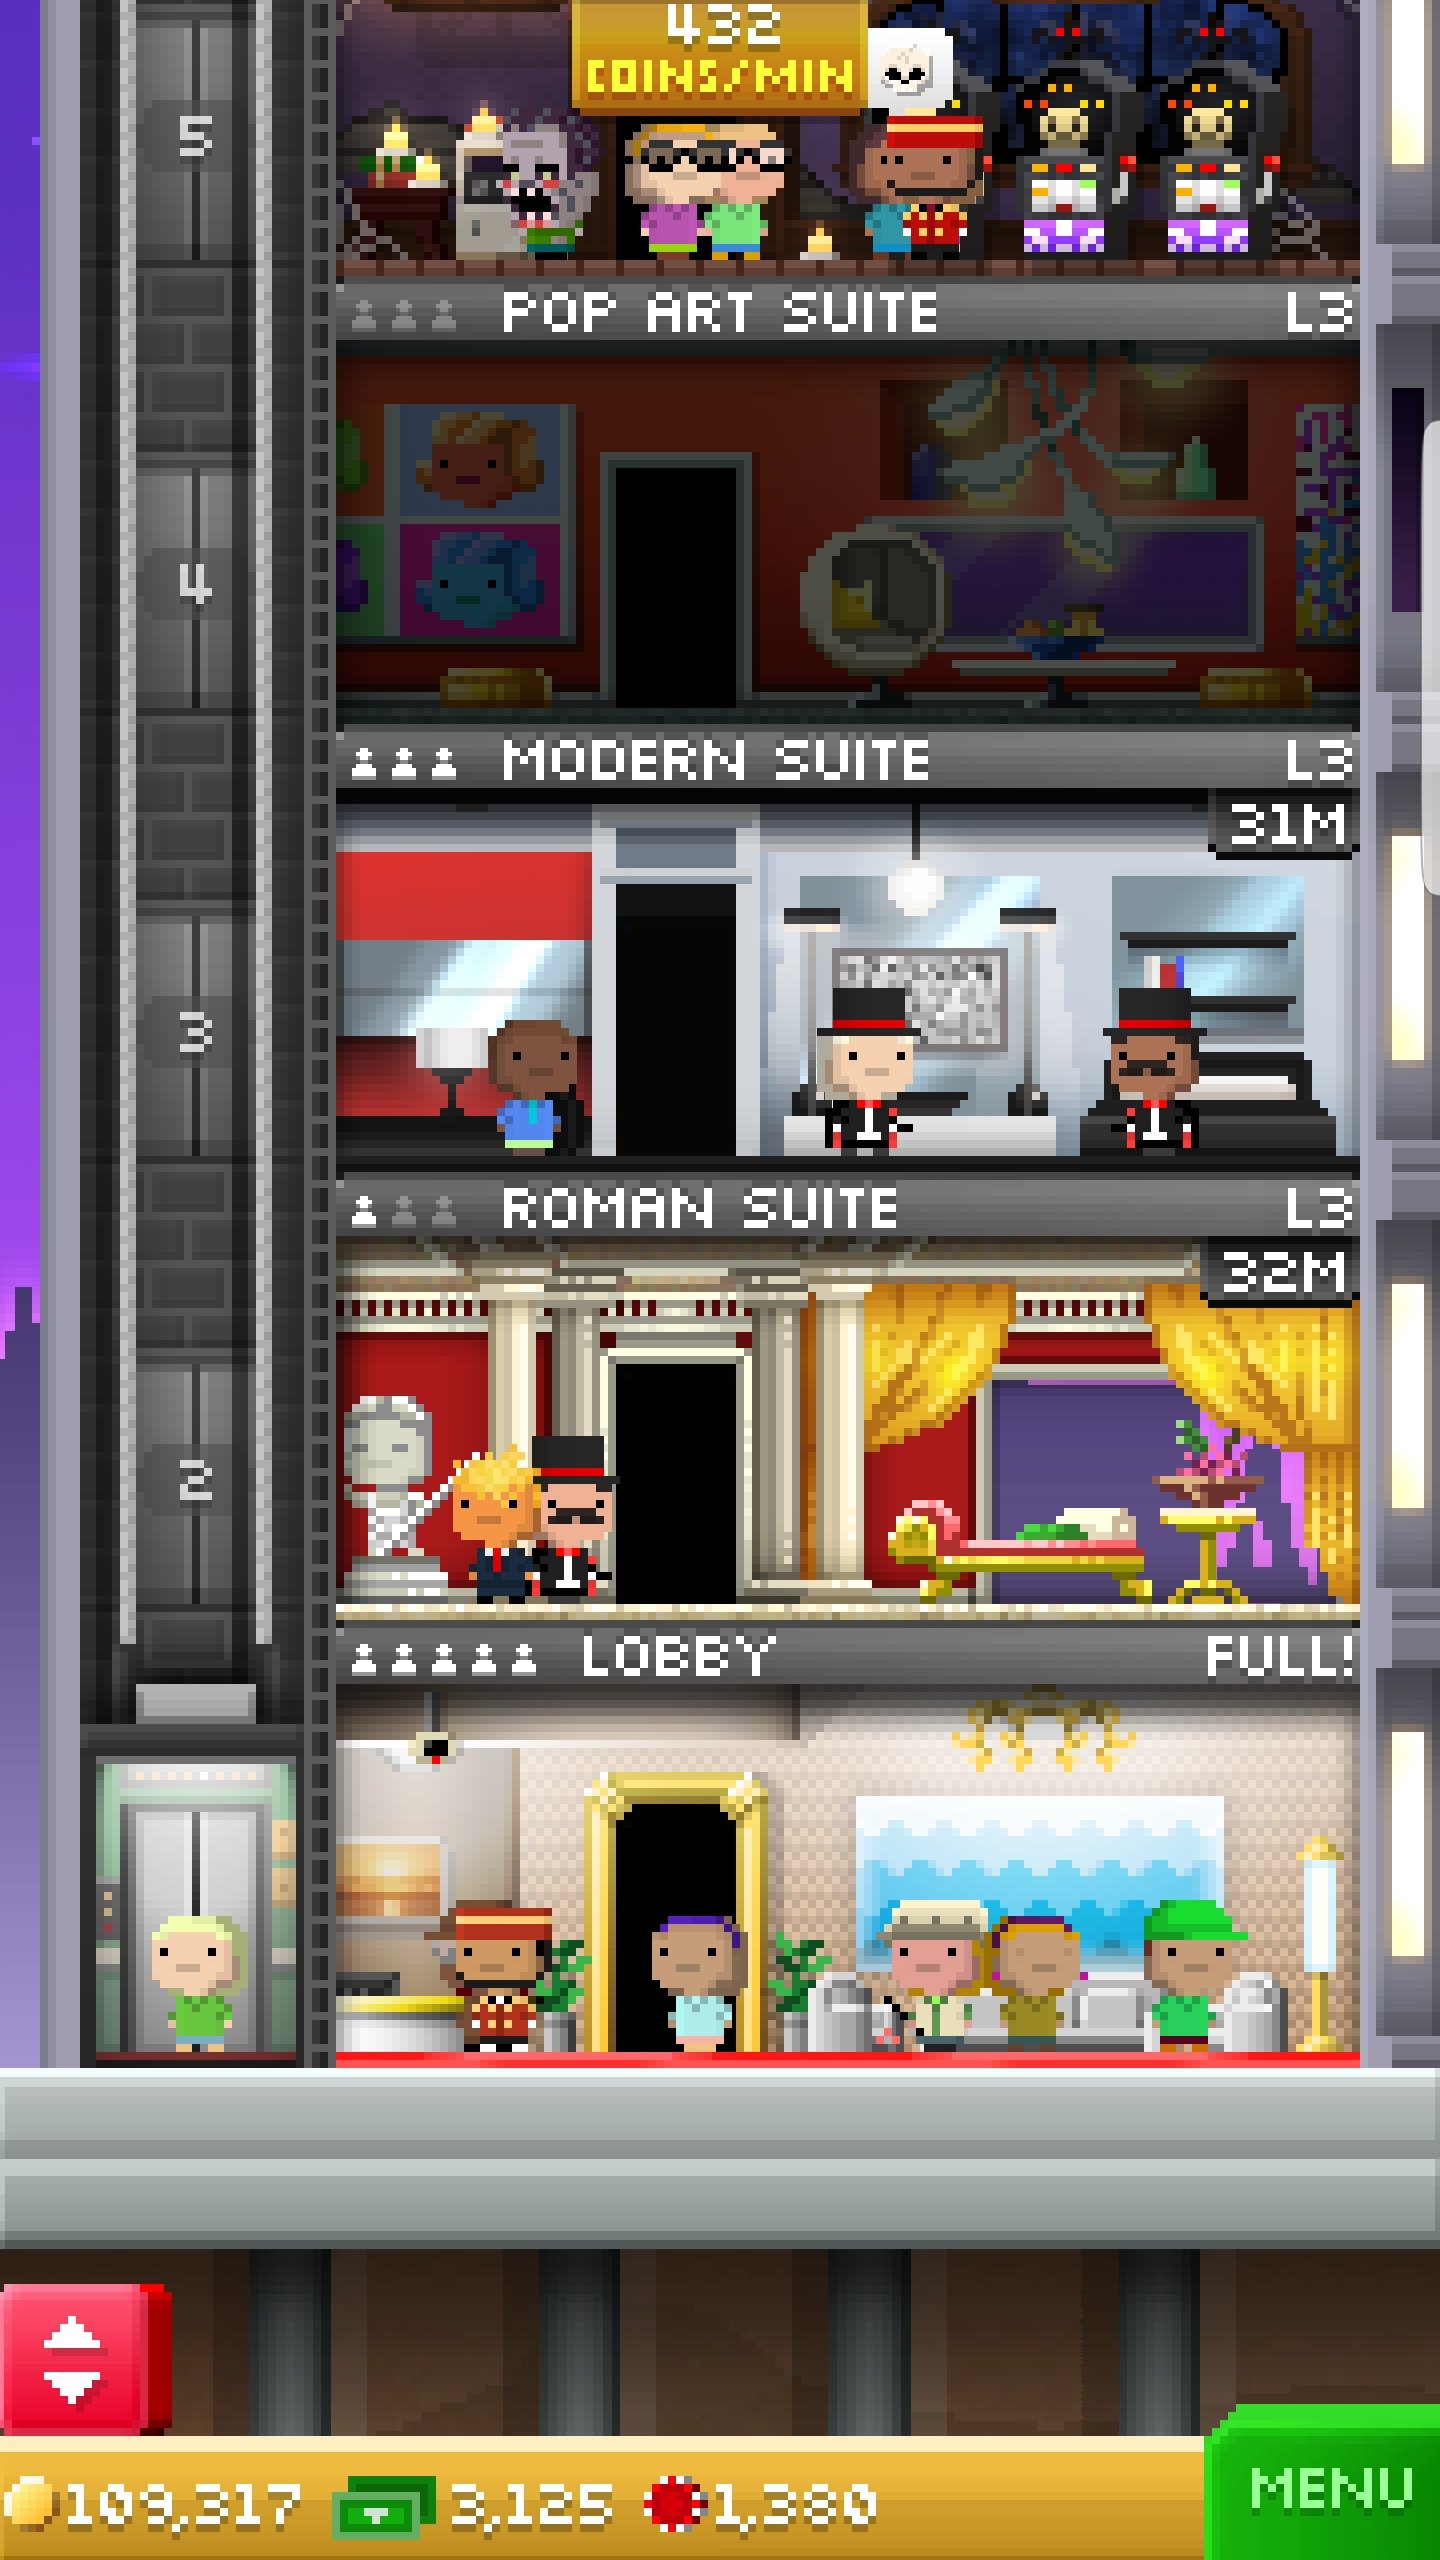 432
COINS/MIN
5
POP ART SUITE L3
4
MODERN SUITE L3
31M
3
ROMAN SUITE L3
32M
2
LOBBY FULL!
109,317 3,125 1,380
MENU